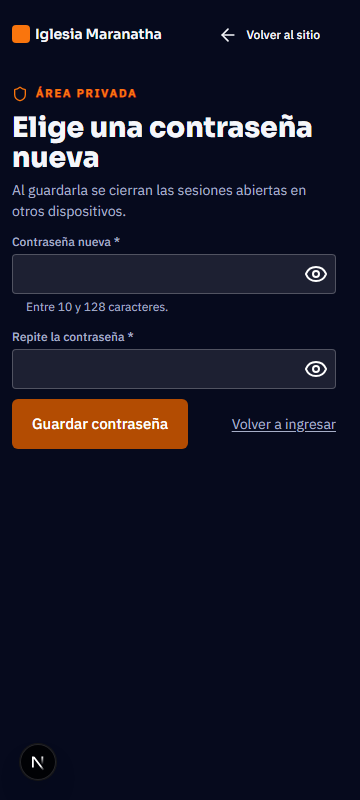 Iglesia Maranatha
Volver al sitio
ÁREA PRIVADA
Elige una contraseña
nueva
Al guardarla se cierran las sesiones abiertas en
otros dispositivos.
Contraseña nueva *
Entre 10 y 128 caracteres.
Repite la contraseña *
Guardar contraseña
Volver a ingresar
N